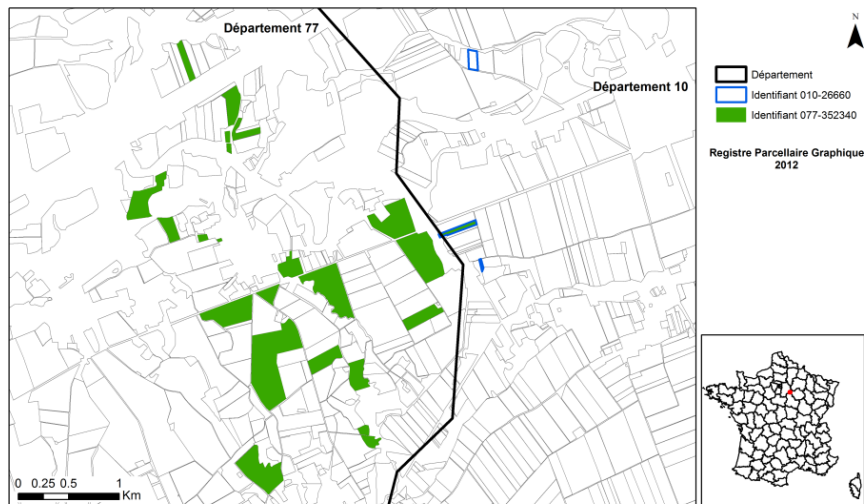 Département 77
Département 10
0 0.25 0.5 1
Km
N
Département
Identifiant 010-26660
Identifiant 077-352340
Registre Parcellaire Graphique
2012